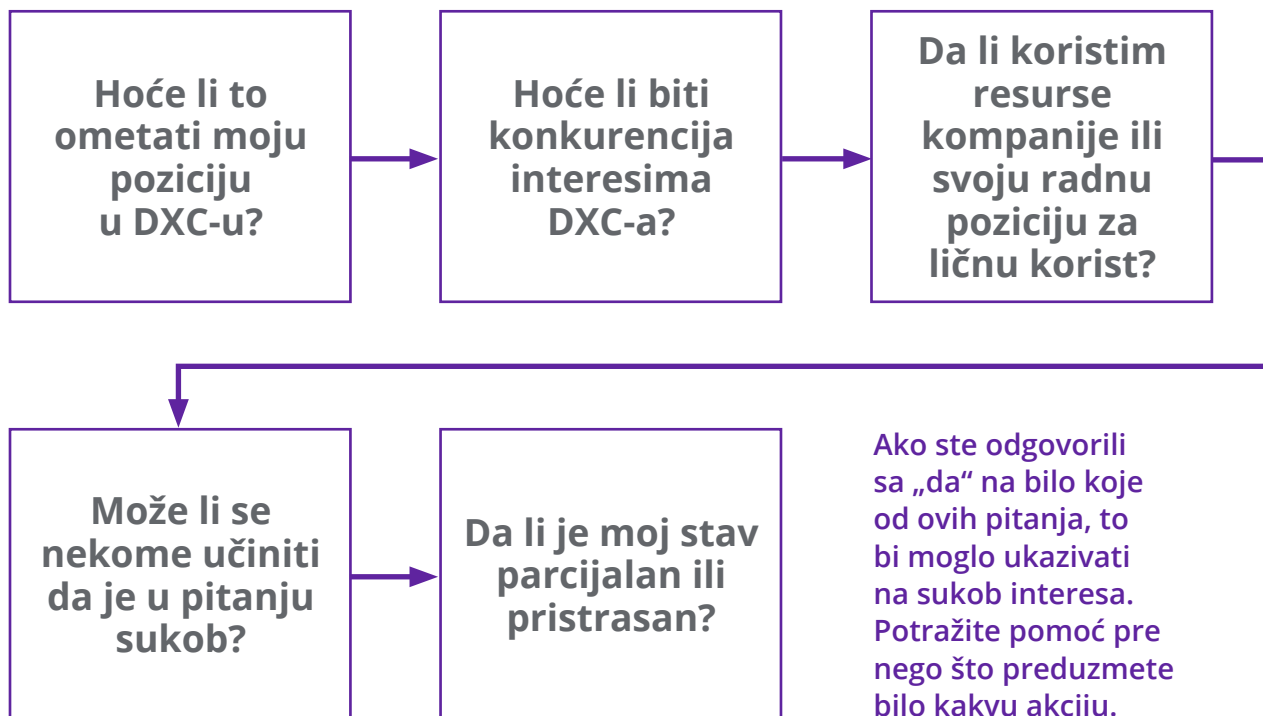 Hoće li to
ometati moju
poziciju
u DXC-u?
Hoće li biti
konkurencija
interesima
DXC-a?
Da li koristim
resurse
kompanije ili
svoju radnu
poziciju za
ličnu korist?
Može li se
nekome učiniti
da je u pitanju
sukob?
Da li je moj stav
parcijalan ili
pristrasan?
Ako ste odgovorili
sa „da“ na bilo koje
od ovih pitanja, to
bi moglo ukazivati
na sukob interesa.
Potražite pomoć pre
nego što preduzmete
bilo kakvu akciju.